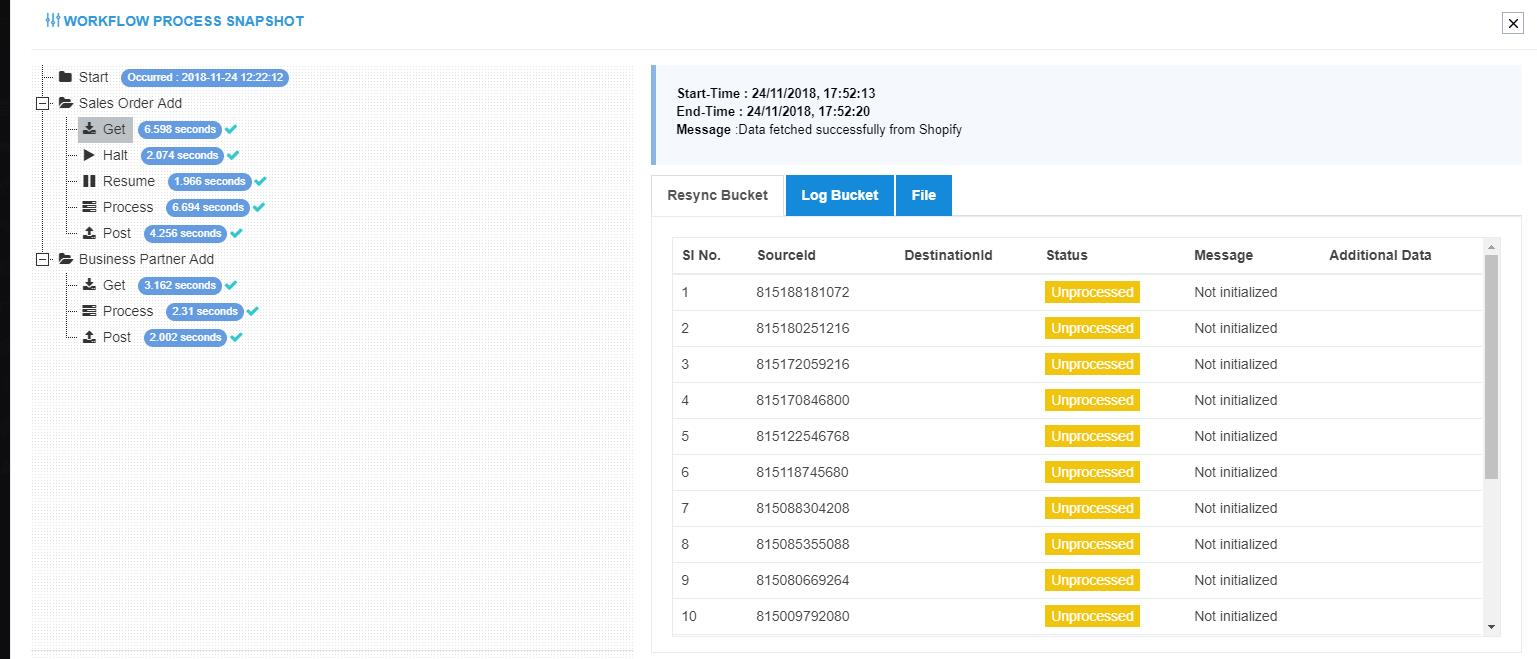 WORKFLOW PROCESS SNAPSHOT
Start Occurred : 2018-11-24 12:22:12
Sales Order Add
Get 6.598 seconds
Halt 2.074 seconds
Resume 1.966 seconds
Process 6.694 seconds
Post 4.256 seconds
Business Partner Add
Get 3.162 seconds
Process 2.31 seconds
Post 2.002 seconds
Start-Time : 24/11/2018, 17:52:13
End-Time : 24/11/2018, 17:52:20
Message :Data fetched successfully from Shopify
Resync Bucket Log Bucket File
Sl No. SourceId DestinationId Status Message Additional Data
1 815188181072 Unprocessed Not initialized
2 815180251216 Unprocessed Not initialized
3 815172059216 Unprocessed Not initialized
4 815170846800 Unprocessed Not initialized
5 815122546768 Unprocessed Not initialized
6 815118745680 Unprocessed Not initialized
7 815088304208 Unprocessed Not initialized
8 815085355088 Unprocessed Not initialized
9 815080669264 Unprocessed Not initialized
10 815009792080 Unprocessed Not initialized